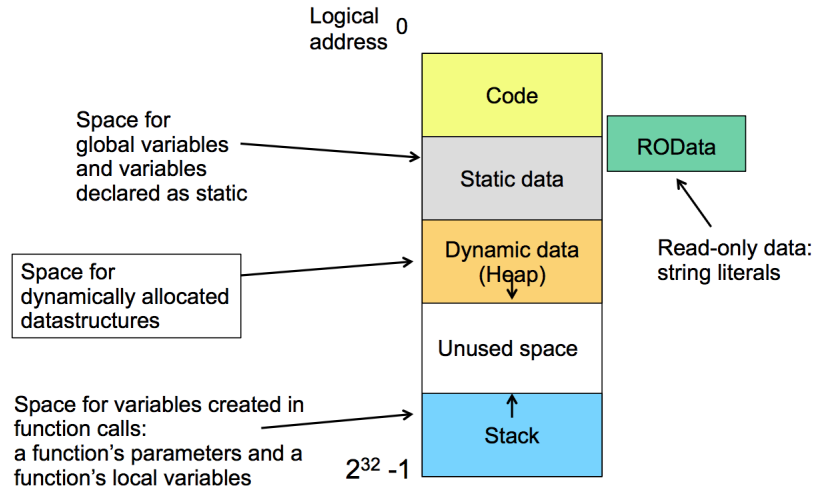 Logical
address 0
Code
Space for
global variables
and variables
declared as static
ROData
Static data
Dynamic data
(Heap)
Read-only data:
string literals
Space for
dynamically allocated
datastructures
Unused space
Space for variables created in
function calls:
a function's parameters and a
function's local variables
Stack
2³² -1